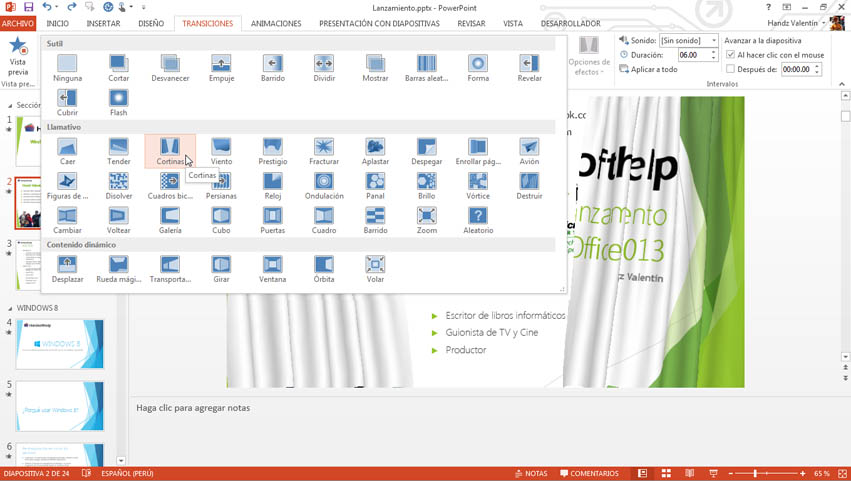 Lanzamiento.pptx - PowerPoint
ARCHIVO INICIO INSERTAR DISEÑO TRANSICIONES ANIMACIONES PRESENTACIÓN CON DIAPOSITIVAS REVISAR VISTA DESARROLLADOR Handz Valentin
Vista previa
Vista pre...
Sutil
Ninguna Cortar Desvanecer Empuje Barrido Dividir Mostrar Barras aleat... Forma Revelar
Cubrir Flash
Llamativo
Caer Tender Cortinas Viento Prestigio Fracturar Aplastar Despegar Enrollar pág... Avión
Cortinas
Figuras de ... Disolver Cuadros bic... Persianas Reloj Ondulación Panal Brillo Vórtice Destruir
Cambiar Voltear Galería Cubo Puertas Cuadro Barrido Zoom Aleatorio
Contenido dinámico
Desplazar Rueda mági... Transporta... Girar Ventana Órbita Volar
Opciones de efectos
Sonido: [Sin sonido]
Duración: 06.00
Aplicar a todo
Avanzar a la diapositiva
Al hacer clic con el mouse
Después de: 00:00.00
Intervalos
Secció
1
2
3
WINDOWS 8
4
WINDOWS 8
5
¿Porqué usar Windows 8?
6
ok.cc
m
ofthelp
nzamento
Office013
z Valentin
Escritor de libros informáticos
Guionista de TV y Cine
Productor
Haga clic para agregar notas
DIAPOSITIVA 2 DE 24 ESPAÑOL (PERÚ) NOTAS COMENTARIOS 65 %